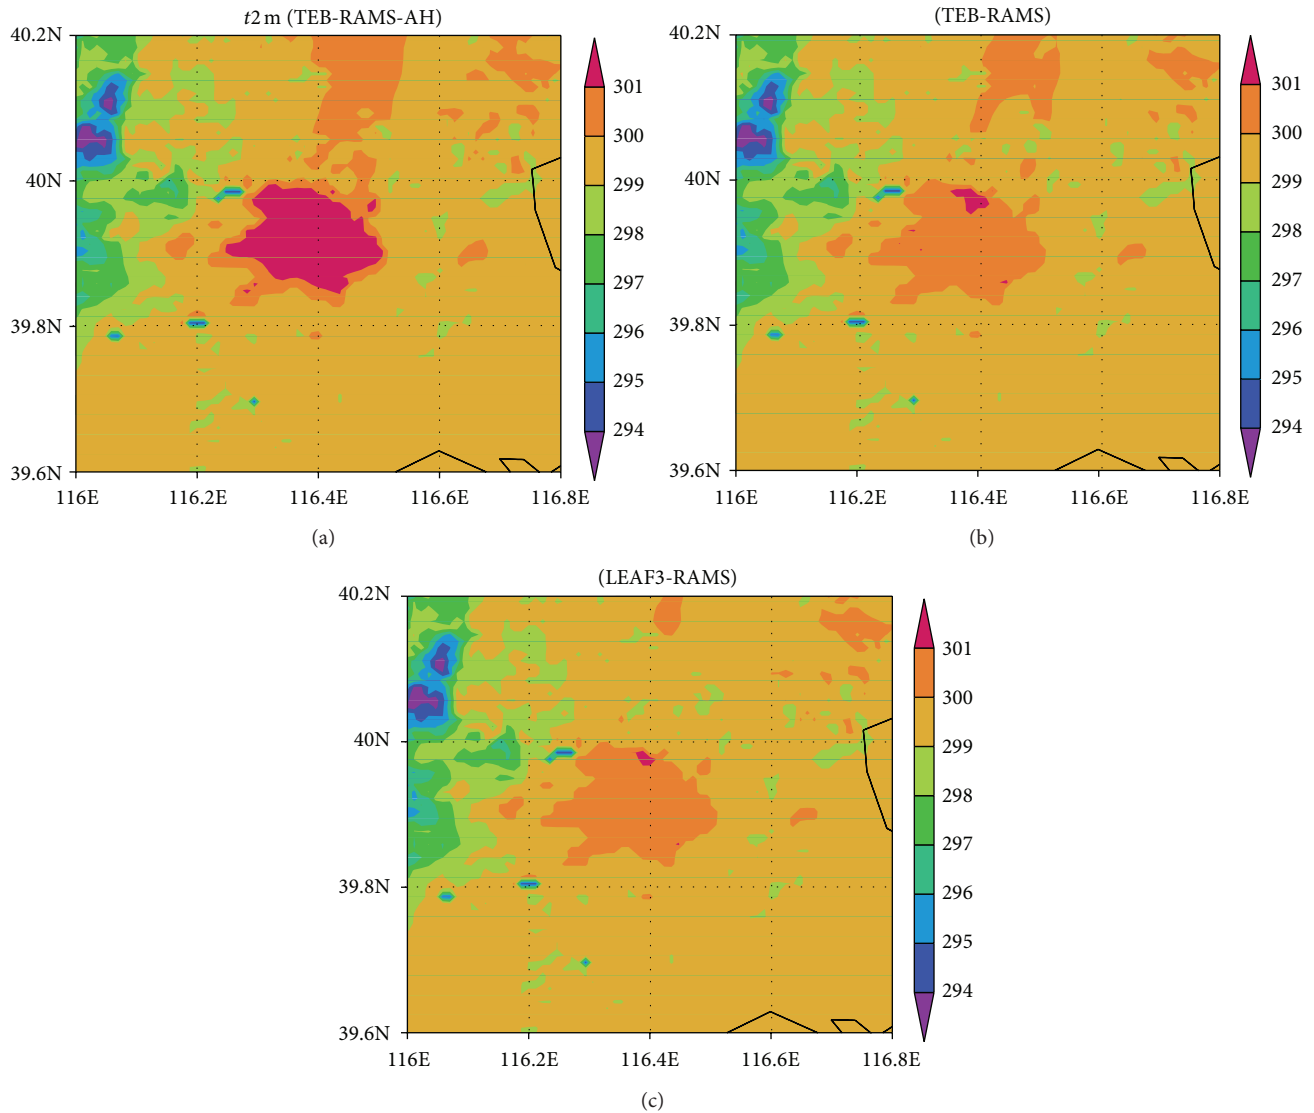 t2 m (TEB-RAMS-AH)
40.2N
40N
39.8N
39.6N
116E 116.2E 116.4E 116.6E 116.8E
301
300
299
298
297
296
295
294
(a)
(TEB-RAMS)
40.2N
40N
39.8N
39.6N
116E 116.2E 116.4E 116.6E 116.8E
301
300
299
298
297
296
295
294
(b)
(LEAF3-RAMS)
40.2N
40N
39.8N
39.6N
116E 116.2E 116.4E 116.6E 116.8E
301
300
299
298
297
296
295
294
(c)